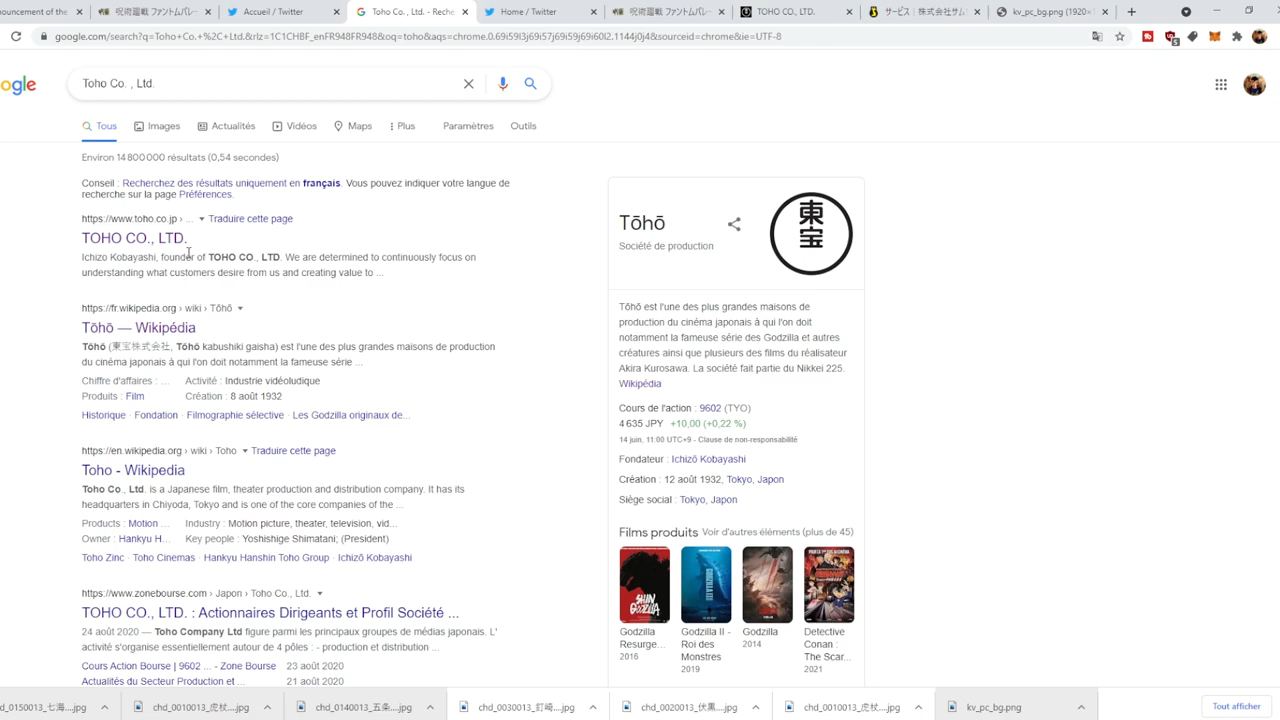 nouncement of the
呪術廻戦 ファントムパレ
Accueil / Twitter
Toho Co. , Ltd. - Reche
Home / Twitter
呪術廻戦 ファントムパレ
TOHO CO., LTD.
サービス | 株式会社サム
kv_pc_bg.png (1920×1
google.com/search?q=Toho+Co.+%2C+Ltd.&rlz=1C1CHBF_enFR948FR948&oq=toho&aqs=chrome.0.69i59l3j69i57j69i59j69i60l2.1144j0j4&sourceid=chrome&ie=UTF-8
5
ogle
Toho Co. , Ltd.
Tous
Images
Actualités
Vidéos
Maps
Plus
Paramètres
Outils
Environ 14 800 000 résultats (0,54 secondes)
Conseil : Recherchez des résultats uniquement en français. Vous pouvez indiquer votre langue de
recherche sur la page Préférences.
https://www.toho.co.jp › ... Traduire cette page
TOHO CO., LTD.
Ichizo Kobayashi, founder of TOHO CO., LTD. We are determined to continuously focus on
understanding what customers desire from us and creating value to ...
https://fr.wikipedia.org › wiki › Tōhō
Tōhō — Wikipédia
Tōhō (東宝株式会社, Tōhō kabushiki gaisha) est l'une des plus grandes maisons de production
du cinéma japonais à qui l'on doit notamment la fameuse série ...
Chiffre d'affaires : ... Activité : Industrie vidéoludique
Produits : Film Création : 8 août 1932
Historique · Fondation · Filmographie sélective · Les Godzilla originaux de...
https://en.wikipedia.org › wiki › Toho Traduire cette page
Toho - Wikipedia
Toho Co., Ltd. is a Japanese film, theater production and distribution company. It has its
headquarters in Chiyoda, Tokyo and is one of the core companies of the ...
Products : Motion ... Industry : Motion picture, theater, television, vid...
Owner : Hankyu H... Key people : Yoshishige Shimatani; (President)
Toho Zinc · Toho Cinemas · Hankyu Hanshin Toho Group · Ichizō Kobayashi
https://www.zonebourse.com › Japon › Toho Co., Ltd.
TOHO CO., LTD. : Actionnaires Dirigeants et Profil Société ...
24 août 2020 — Toho Company Ltd figure parmi les principaux groupes de médias japonais. L'
activité s'organise essentiellement autour de 4 pôles : - production et distribution ...
Cours Action Bourse | 9602 ... - Zone Bourse 23 août 2020
Actualités du Secteur Production et ... 21 août 2020
Tōhō
Société de production
東宝
Tōhō est l'une des plus grandes maisons de
production du cinéma japonais à qui l'on doit
notamment la fameuse série des Godzilla et autres
créatures ainsi que plusieurs des films du réalisateur
Akira Kurosawa. La société fait partie du Nikkei 225.
Wikipédia
Cours de l'action : 9602 (TYO)
4 635 JPY +10,00 (+0,22 %)
14 juin, 11:00 UTC+9 - Clause de non-responsabilité
Fondateur : Ichizō Kobayashi
Création : 12 août 1932, Tokyo, Japon
Siège social : Tokyo, Japon
Films produits Voir d'autres éléments (plus de 45)
SHIN GODZILLA
Godzilla Resurge... 2016
Godzilla II - Roi des Monstres 2019
Godzilla 2014
Detective Conan : The Scar... 2021
d_0150013_七海....jpg
chd_0010013_虎杖....jpg
chd_0140013_五条....jpg
chd_0030013_釘崎....jpg
chd_0020013_伏黒....jpg
chd_0010013_虎杖....jpg
kv_pc_bg.png
Tout afficher